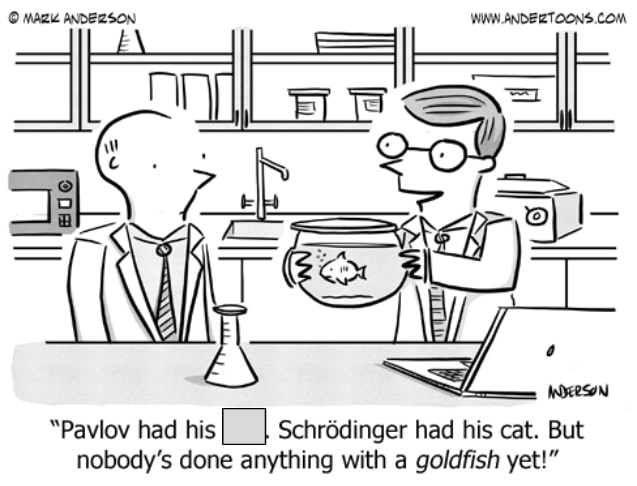 © MARK ANDERSON
WWW.ANDERTOONS.COM
ANDERSON
"Pavlov had his . Schrödinger had his cat. But
nobody's done anything with a goldfish yet!"